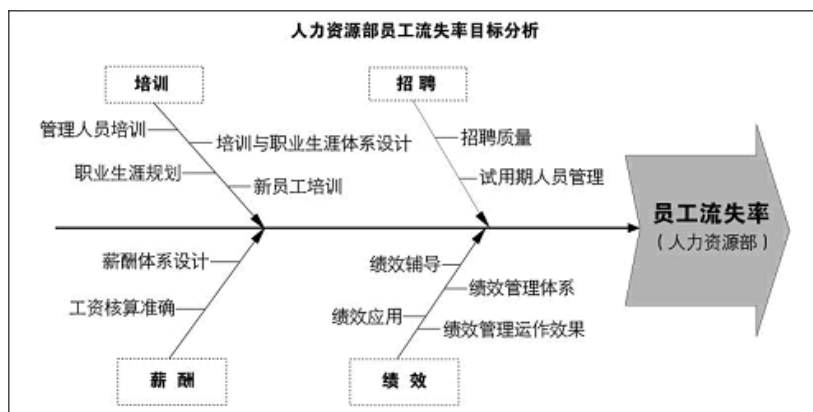 人力资源部员工流失率目标分析
培训
招聘
管理人员培训
培训与职业生涯体系设计
职业生涯规划
新员工培训
招聘质量
试用期人员管理
员工流失率
（人力资源部）
薪酬体系设计
工资核算准确
绩效辅导
绩效管理体系
绩效应用
绩效管理运作效果
薪酬
绩效